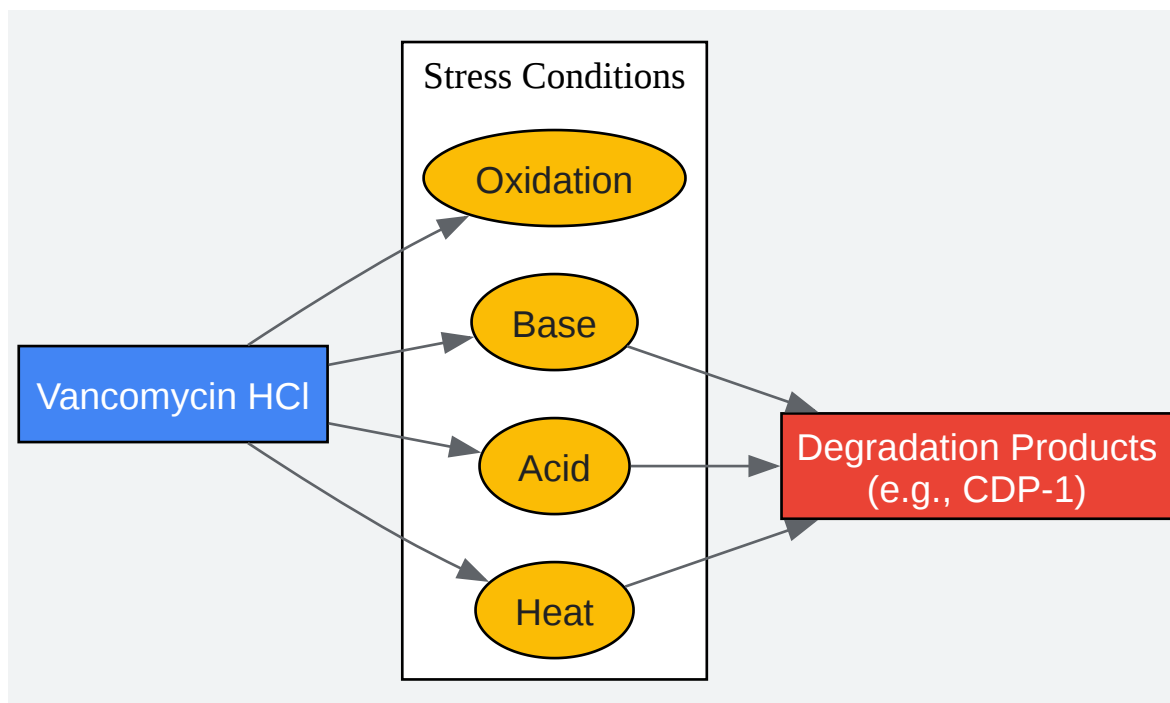 Stress Conditions
Oxidation
Base
Vancomycin HCl
Acid
Degradation Products
(e.g., CDP-1)
Heat